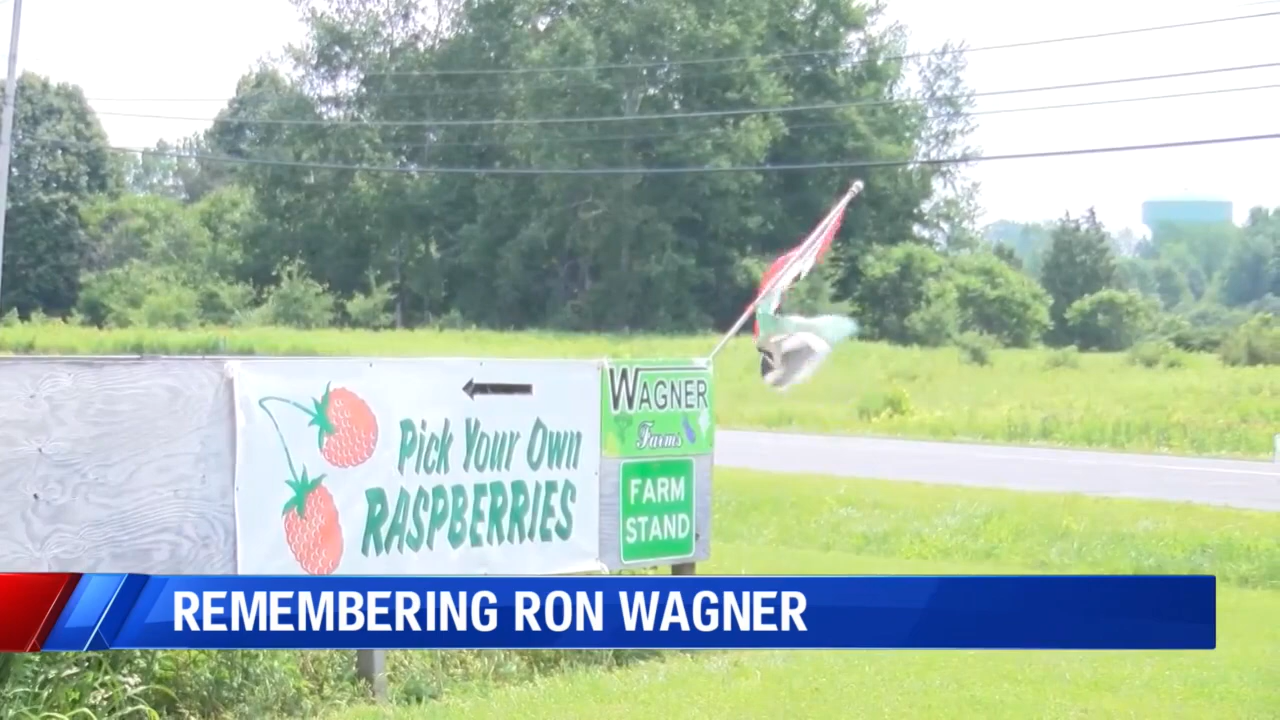 Pick Your Own
RASPBERRIES
WAGNER
Farms
FARM
STAND
REMEMBERING RON WAGNER